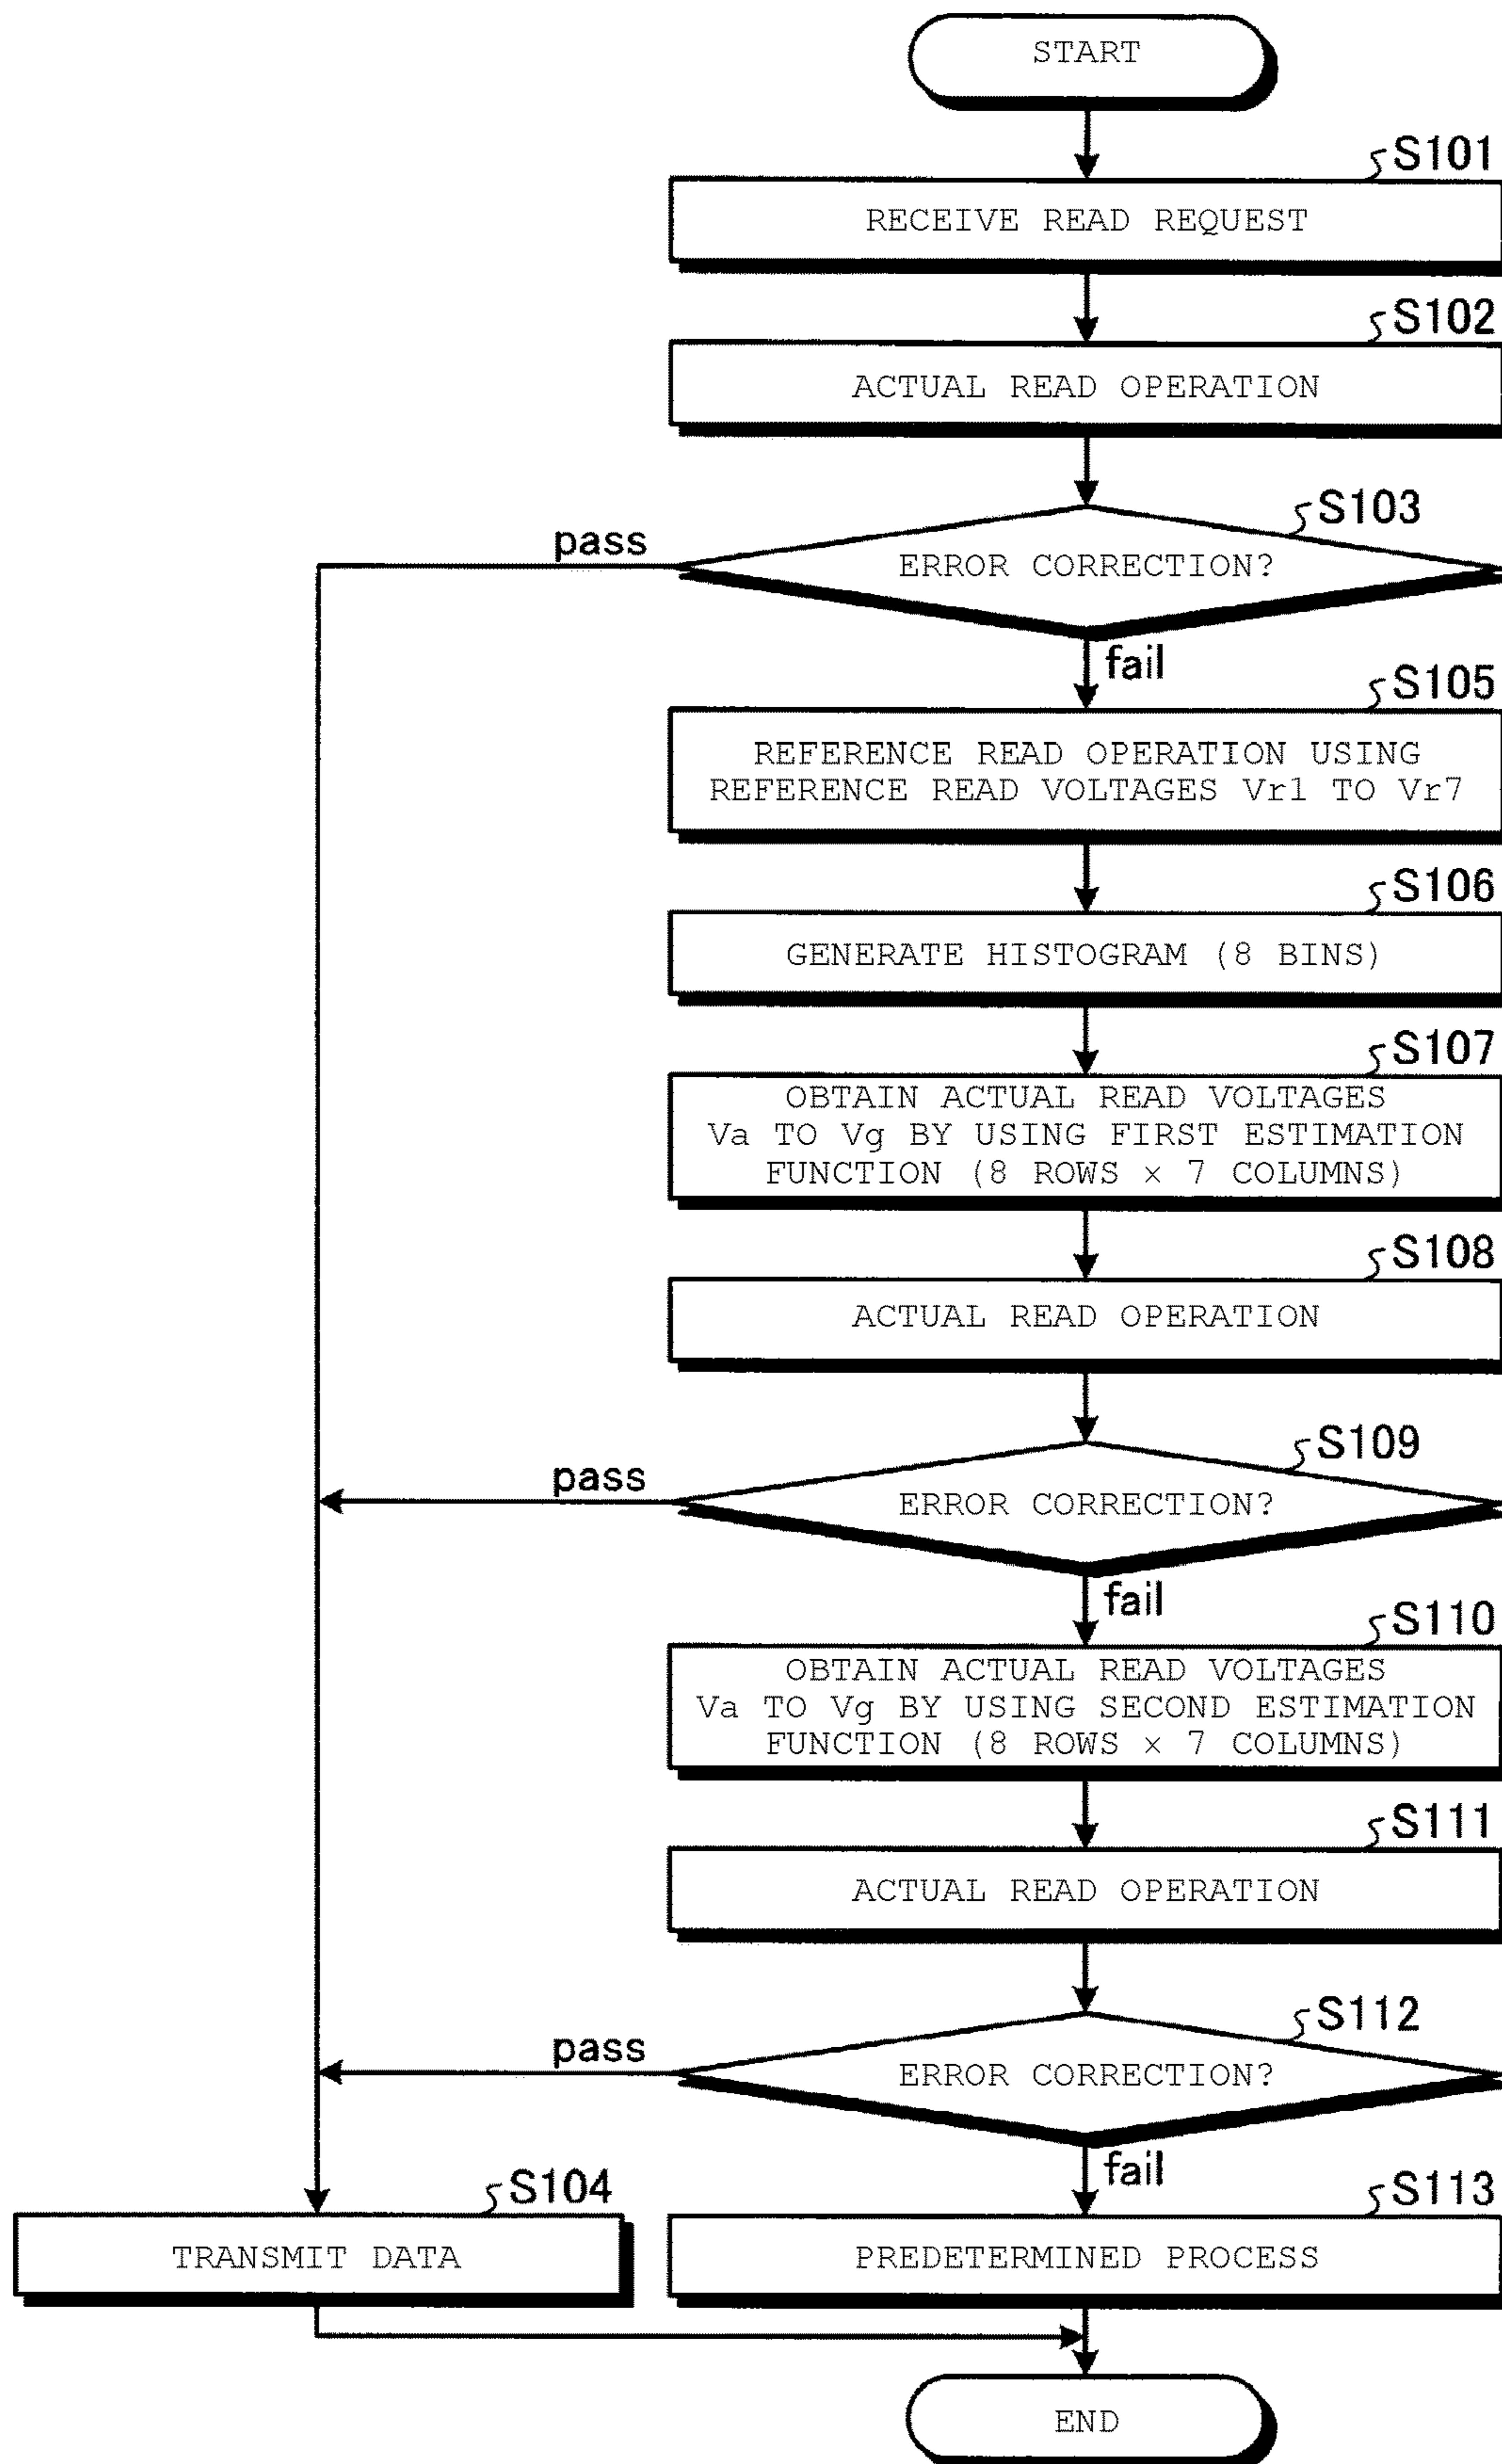 START
S101
RECEIVE READ REQUEST
S102
ACTUAL READ OPERATION
S103
pass
ERROR CORRECTION?
fail
S105
REFERENCE READ OPERATION USING
REFERENCE READ VOLTAGES Vr1 TO Vr7
S106
GENERATE HISTOGRAM (8 BINS)
S107
OBTAIN ACTUAL READ VOLTAGES
Va TO Vg BY USING FIRST ESTIMATION
FUNCTION (8 ROWS × 7 COLUMNS)
S108
ACTUAL READ OPERATION
S109
pass
ERROR CORRECTION?
fail
S110
OBTAIN ACTUAL READ VOLTAGES
Va TO Vg BY USING SECOND ESTIMATION
FUNCTION (8 ROWS × 7 COLUMNS)
S111
ACTUAL READ OPERATION
S112
pass
ERROR CORRECTION?
fail
S104
S113
TRANSMIT DATA
PREDETERMINED PROCESS
END